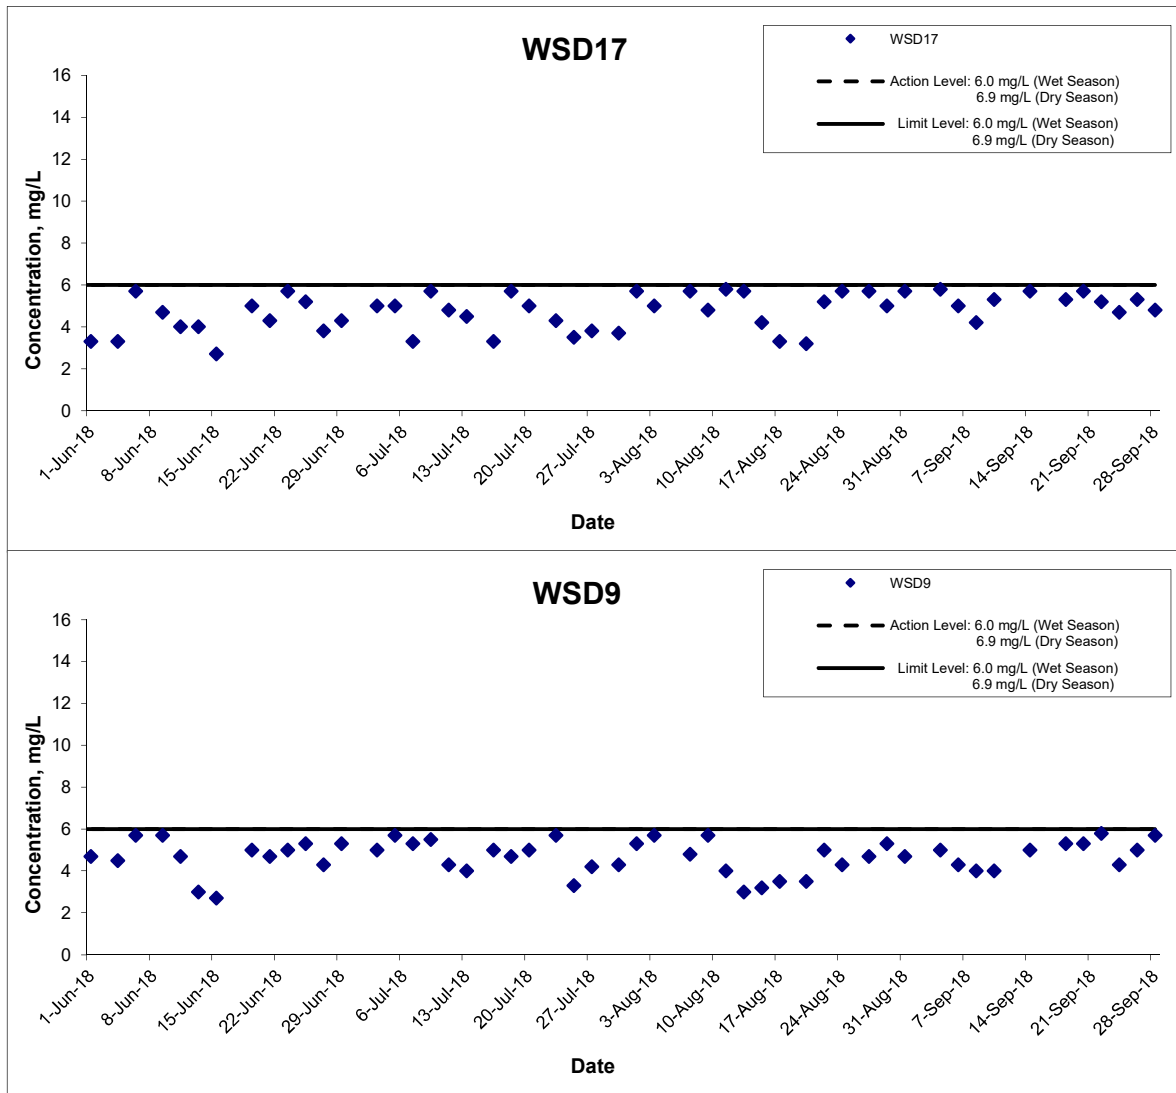 WSD17
WSD17
Action Level: 6.0 mg/L (Wet Season)
6.9 mg/L (Dry Season)
Limit Level: 6.0 mg/L (Wet Season)
6.9 mg/L (Dry Season)
Concentration, mg/L
16
14
12
10
8
6
4
2
0
1-Jun-18
8-Jun-18
15-Jun-18
22-Jun-18
29-Jun-18
6-Jul-18
13-Jul-18
20-Jul-18
27-Jul-18
3-Aug-18
10-Aug-18
17-Aug-18
24-Aug-18
31-Aug-18
7-Sep-18
14-Sep-18
21-Sep-18
28-Sep-18
Date
WSD9
WSD9
Action Level: 6.0 mg/L (Wet Season)
6.9 mg/L (Dry Season)
Limit Level: 6.0 mg/L (Wet Season)
6.9 mg/L (Dry Season)
Concentration, mg/L
16
14
12
10
8
6
4
2
0
1-Jun-18
8-Jun-18
15-Jun-18
22-Jun-18
29-Jun-18
6-Jul-18
13-Jul-18
20-Jul-18
27-Jul-18
3-Aug-18
10-Aug-18
17-Aug-18
24-Aug-18
31-Aug-18
7-Sep-18
14-Sep-18
21-Sep-18
28-Sep-18
Date